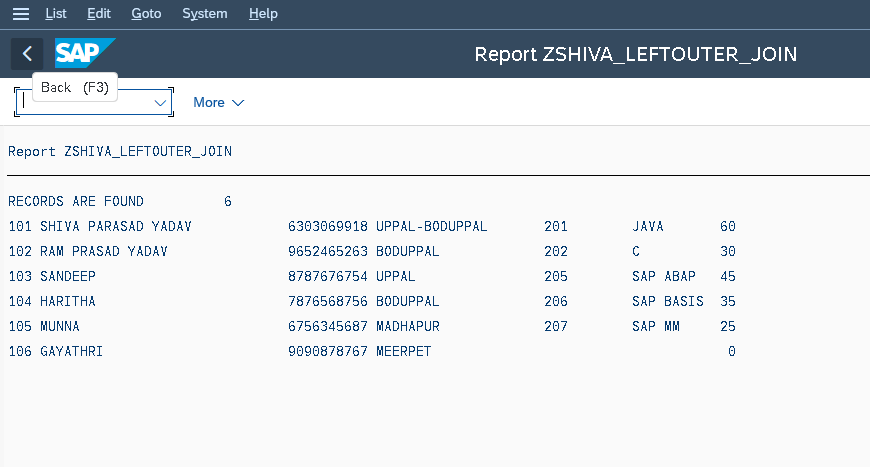 List Edit Goto System Help
SAP Report ZSHIVA_LEFTOUTER_JOIN
Back (F3)
More
Report ZSHIVA_LEFTOUTER_JOIN
RECORDS ARE FOUND 6
101 SHIVA PARASAD YADAV 6303069918 UPPAL-BODUPPAL 201 JAVA 60
102 RAM PRASAD YADAV 9652465263 BODUPPAL 202 C 30
103 SANDEEP 8787676754 UPPAL 205 SAP ABAP 45
104 HARITHA 7876568756 BODUPPAL 206 SAP BASIS 35
105 MUNNA 6756345687 MADHAPUR 207 SAP MM 25
106 GAYATHRI 9090878767 MEERPET 0